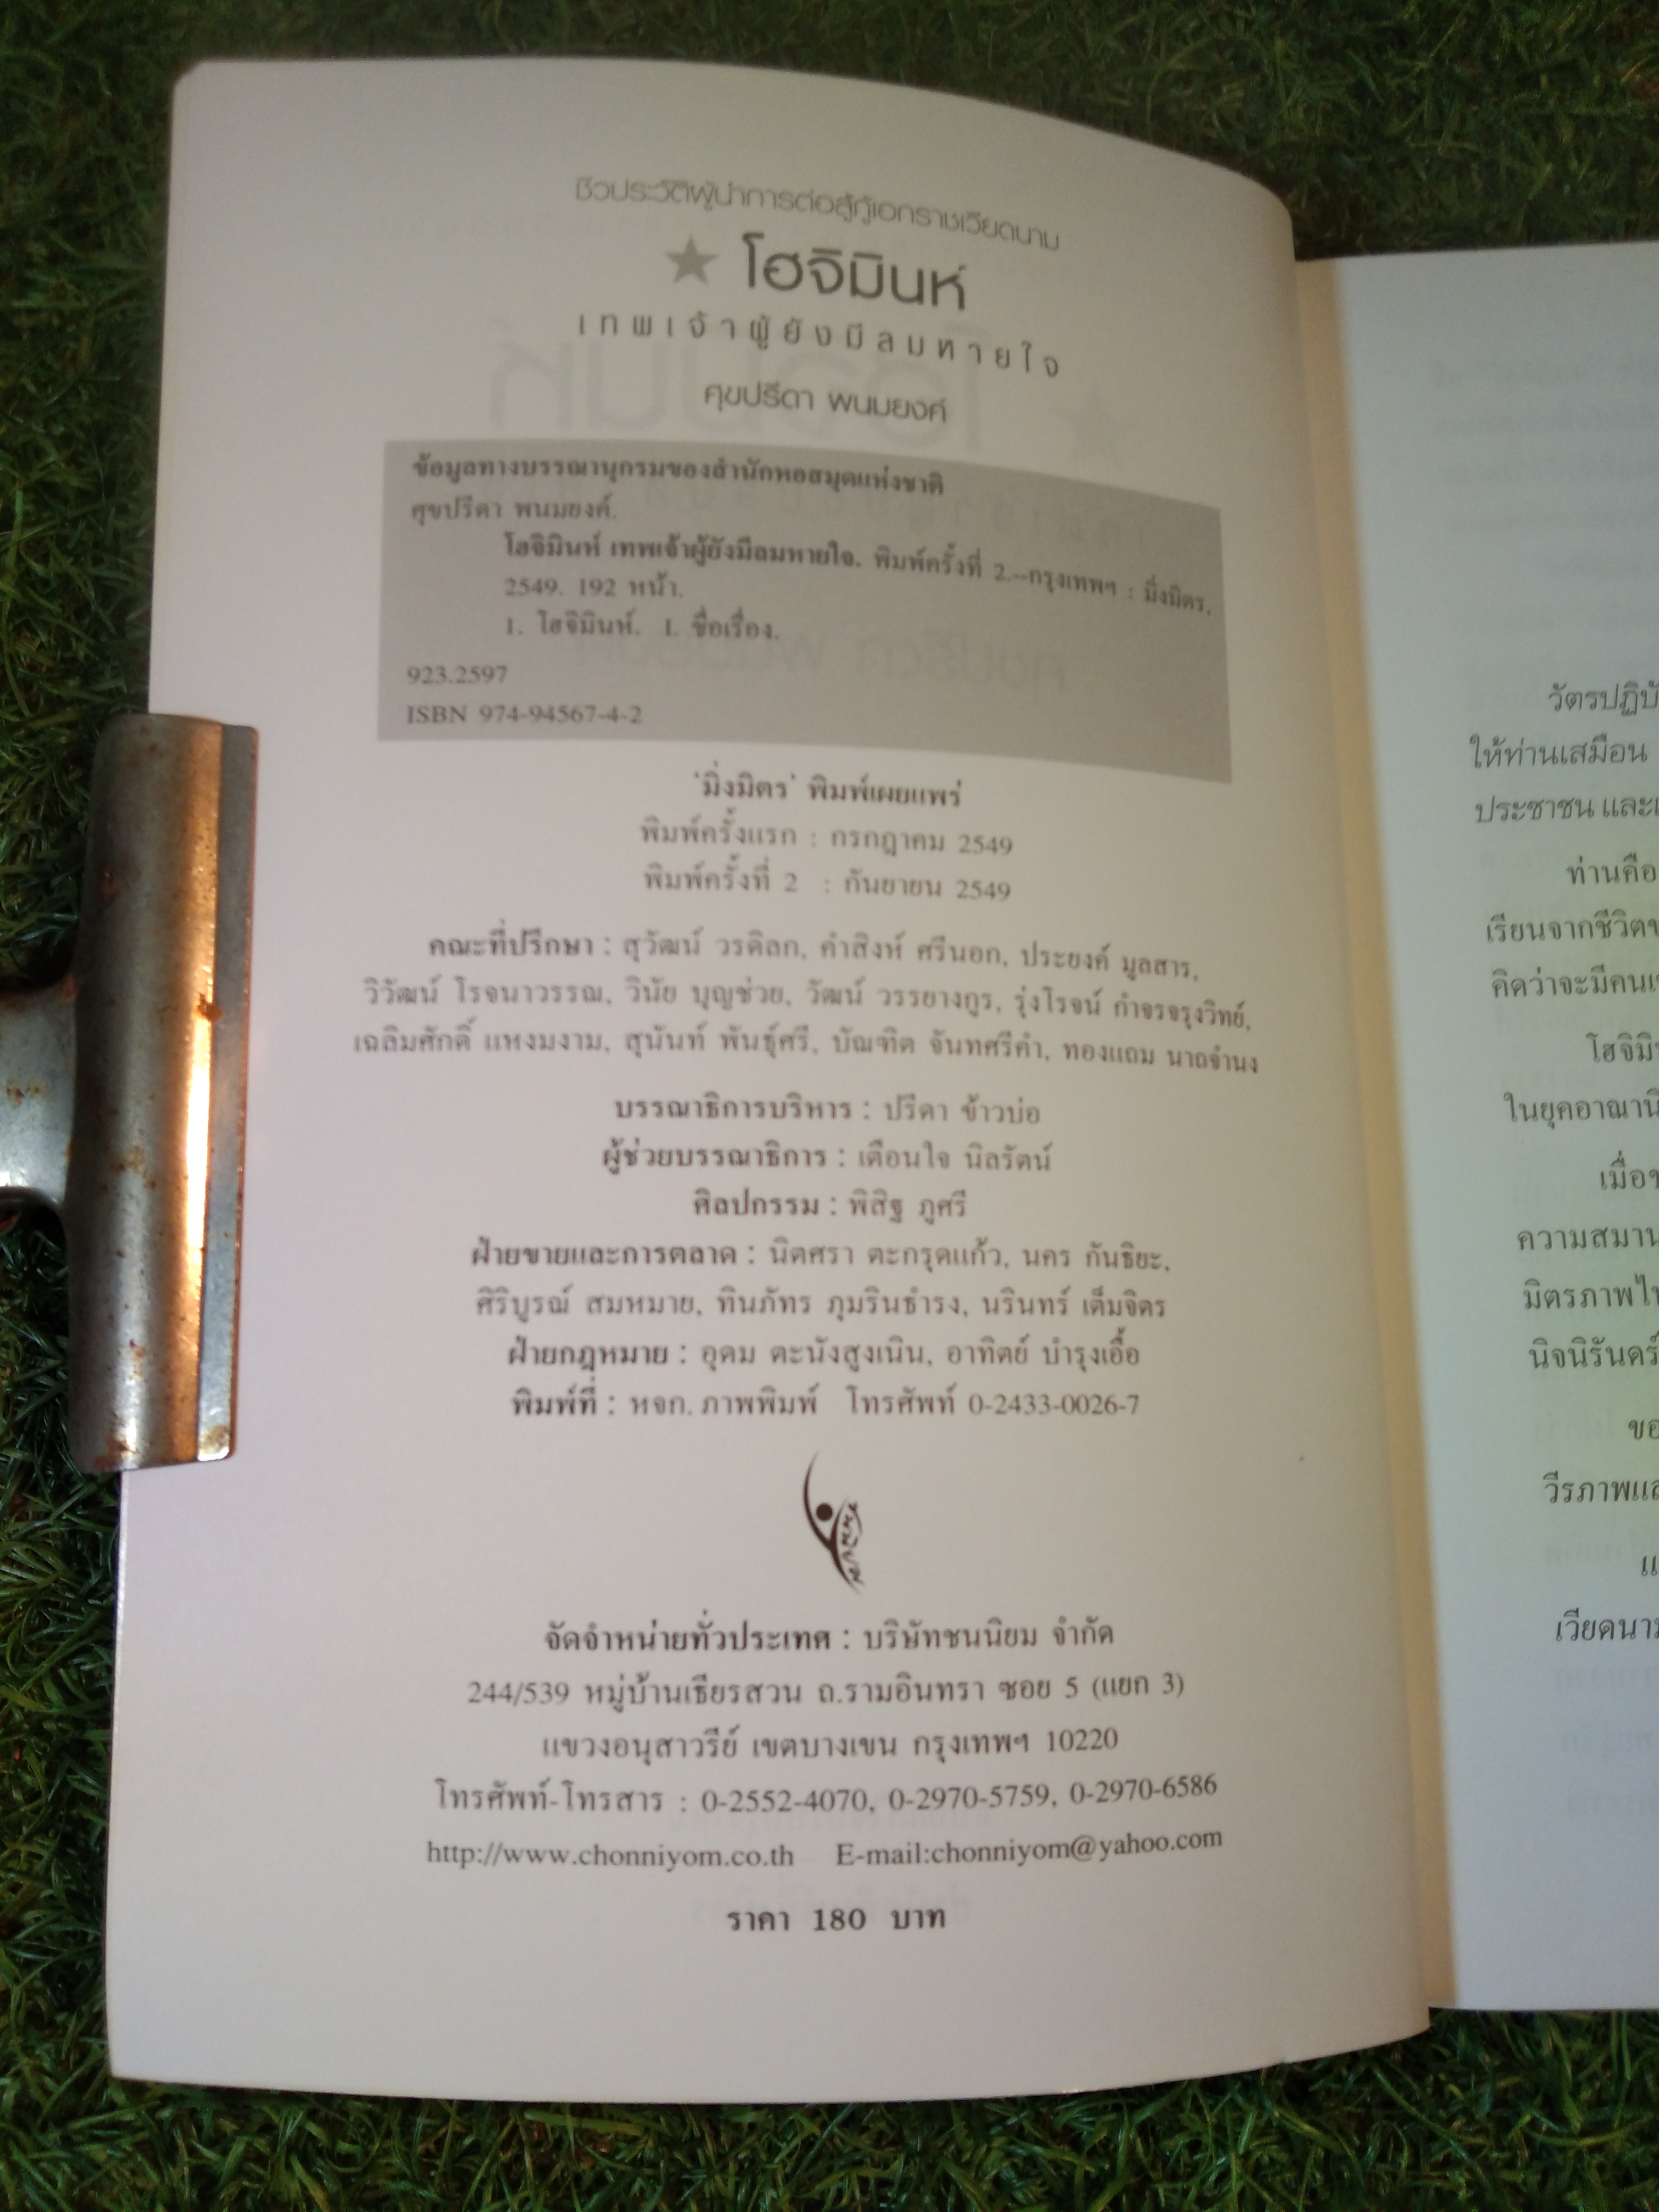 ชีวประวัติผู้นำการต่อสู้กู้เอกราชเวียดนาม
โฮจิมินห์
เทพเจ้าผู้ยังมีลมหายใจ
ศุขปรีดา พนมยงค์
ข้อมูลทางบรรณานุกรมของสำนักหอสมุดแห่งชาติ
ศุขปรีดา พนมยงค์.
โฮจิมินห์ เทพเจ้าผู้ยังมีลมหายใจ. พิมพ์ครั้งที่ 2.--กรุงเทพฯ : มิ่งมิตร,
2549. 192 หน้า.
1. โฮจิมินห์. I. ชื่อเรื่อง.
923.2597
ISBN 974-94567-4-2
'มิ่งมิตร' พิมพ์เผยแพร่
พิมพ์ครั้งแรก : กรกฎาคม 2549
พิมพ์ครั้งที่ 2 : กันยายน 2549
คณะที่ปรึกษา : สุวัฒน์ วรดิลก, คำสิงห์ ศรีนอก, ประยงค์ มูลสาร,
วิวัฒน์ โรจนาวรรณ, วินัย บุญช่วย, วัฒน์ วรรยางกูร, รุ่งโรจน์ กำจรจรุงวิทย์,
เฉลิมศักดิ์ แหงมงาม, สุนันท์ พันธุ์ศรี, บัณฑิต จันทศรีคำ, ทองแถม นาถจำนง
บรรณาธิการบริหาร : ปรีดา ข้าวบ่อ
ผู้ช่วยบรรณาธิการ : เตือนใจ นิลรัตน์
ศิลปกรรม : พิสิฐ ภูศรี
ฝ่ายขายและการตลาด : นิตศรา ตะกรุดแก้ว, นคร กันธิยะ,
ศิริบูรณ์ สมหมาย, ทินภัทร ภุมรินธำรง, นรินทร์ เต็มจิตร
ฝ่ายกฎหมาย : อุดม ตะนังสูงเนิน, อาทิตย์ บำรุงเอื้อ
พิมพ์ที่ : หจก. ภาพพิมพ์ โทรศัพท์ 0-2433-0026-7
จัดจำหน่ายทั่วประเทศ : บริษัทชนนิยม จำกัด
244/539 หมู่บ้านเธียรสวน ถ.รามอินทรา ซอย 5 (แยก 3)
แขวงอนุสาวรีย์ เขตบางเขน กรุงเทพฯ 10220
โทรศัพท์-โทรสาร : 0-2552-4070, 0-2970-5759, 0-2970-6586
http://www.chonniyom.co.th E-mail:chonniyom@yahoo.com
ราคา 180 บาท
วัตรปฏิบั
ให้ท่านเสมือน
ประชาชน และเ
ท่านคือ
เรียนจากชีวิตข
คิดว่าจะมีคนเ
โฮจิมิ
ในยุคอาณานิ
เมื่อ
ความสมาน
มิตรภาพไ
นิจนิรันดร์
ขอ
วีรภาพแล
แ
เวียดนาม